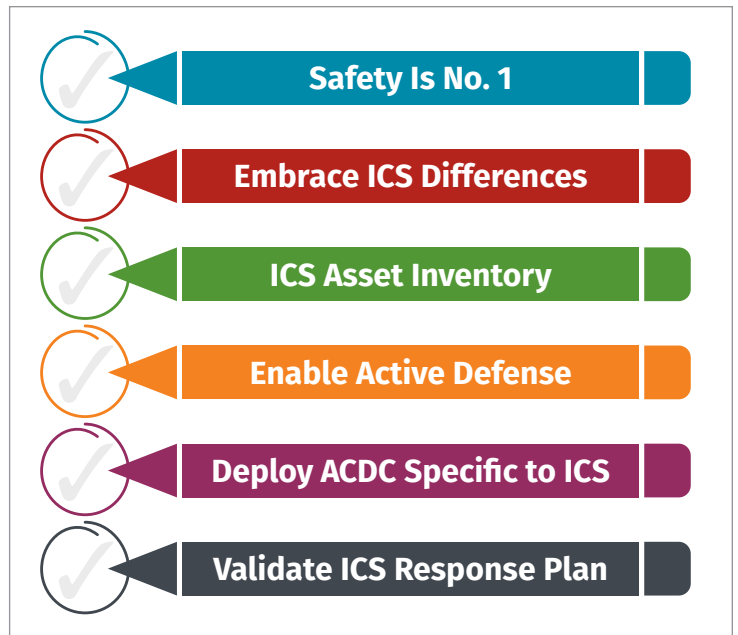 Safety Is No. 1
Embrace ICS Differences
ICS Asset Inventory
Enable Active Defense
Deploy ACDC Specific to ICS
Validate ICS Response Plan